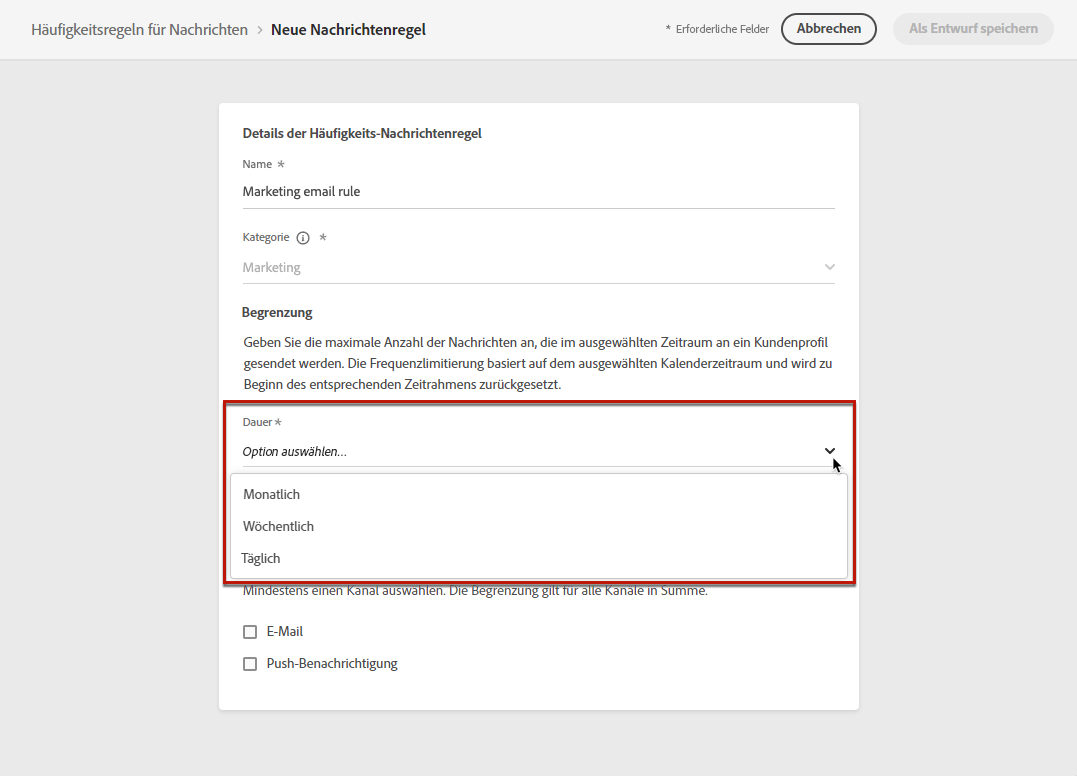 Häufigkeitsregeln für Nachrichten > Neue Nachrichtenregel
* Erforderliche Felder
Abbrechen
Als Entwurf speichern
Details der Häufigkeits-Nachrichtenregel
Name *
Marketing email rule
Kategorie *
Marketing
Begrenzung
Geben Sie die maximale Anzahl der Nachrichten an, die im ausgewählten Zeitraum an ein Kundenprofil
gesendet werden. Die Frequenzlimitierung basiert auf dem ausgewählten Kalenderzeitraum und wird zu
Beginn des entsprechenden Zeitrahmens zurückgesetzt.
Dauer *
Option auswählen...
Monatlich
Wöchentlich
Täglich
Mindestens einen Kanal auswählen. Die Begrenzung gilt für alle Kanäle in Summe.
E-Mail
Push-Benachrichtigung